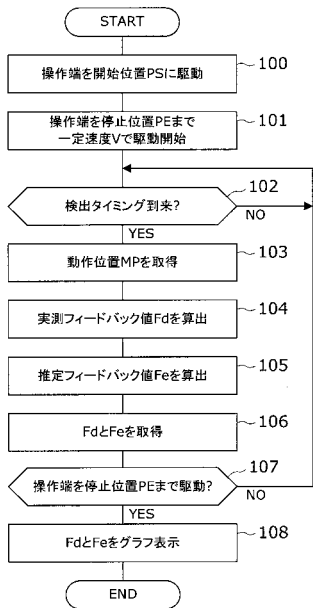 START
操作端を開始位置PSに駆動
100
操作端を停止位置PEまで
一定速度Vで駆動開始
101
検出タイミング到来?
102
NO
YES
動作位置MPを取得
103
実測フィードバック値Fdを算出
104
推定フィードバック値Feを算出
105
FdとFeを取得
106
操作端を停止位置PEまで駆動?
107
NO
YES
FdとFeをグラフ表示
108
END